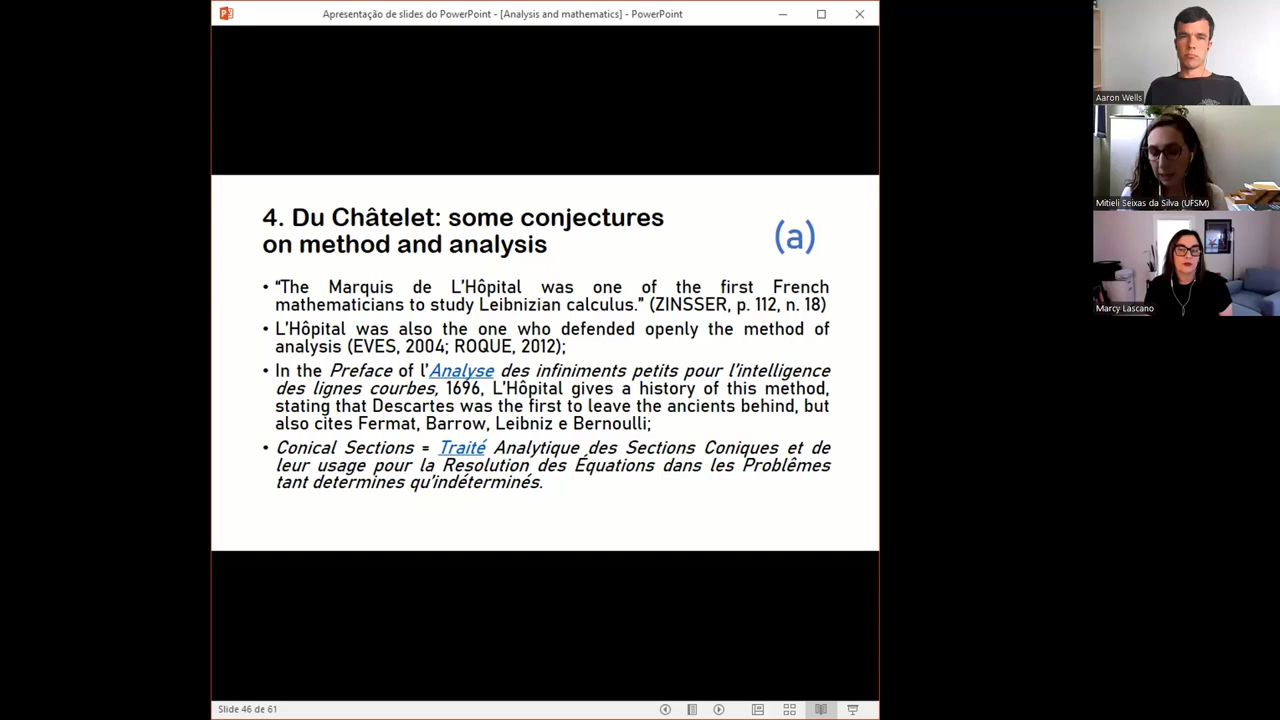 Apresentação de slides do PowerPoint - [Analysis and mathematics] - PowerPoint
4. Du Châtelet: some conjectures
on method and analysis
(a)
• “The Marquis de L’Hôpital was one of the first French
mathematicians to study Leibnizian calculus.” (ZINSSER, p. 112, n. 18)
• L’Hôpital was also the one who defended openly the method of
analysis (EVES, 2004; ROQUE, 2012);
• In the Preface of l’Analyse des infiniments petits pour l’intelligence
des lignes courbes, 1696, L’Hôpital gives a history of this method,
stating that Descartes was the first to leave the ancients behind, but
also cites Fermat, Barrow, Leibniz e Bernoulli;
• Conical Sections = Traité Analytique des Sections Coniques et de
leur usage pour la Resolution des Équations dans les Problêmes
tant determines qu’indéterminés.
Slide 46 de 61
Aaron Wells
Mitieli Seixas da Silva (UFSM)
Marcy Lascano